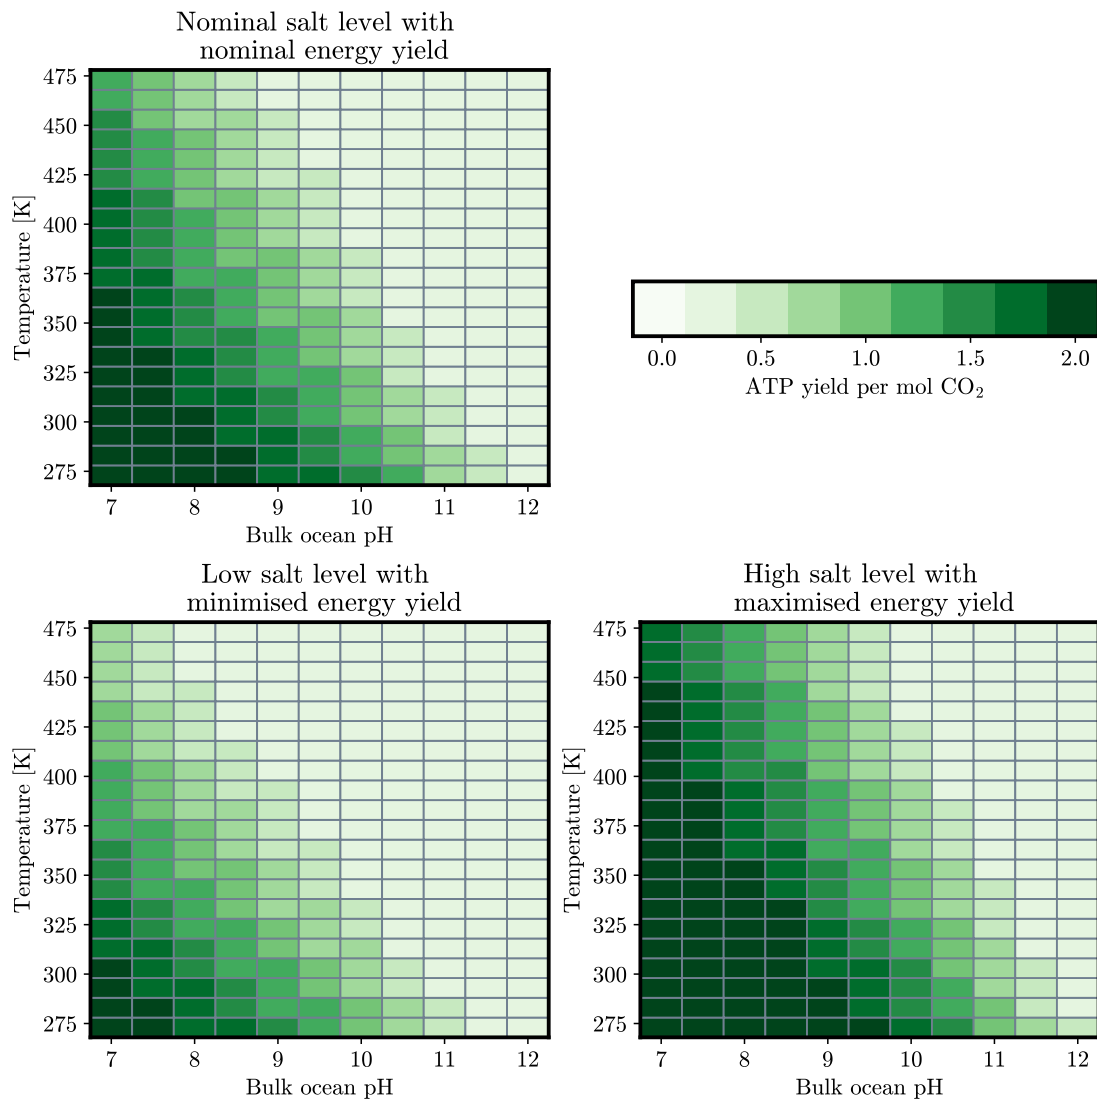 Nominal salt level with
nominal energy yield
475
450
425
400
375
350
325
300
275
Temperature [K]
7 8 9 10 11 12
Bulk ocean pH
0.0 0.5 1.0 1.5 2.0
ATP yield per mol CO₂
Low salt level with
minimised energy yield
475
450
425
400
375
350
325
300
275
Temperature [K]
7 8 9 10 11 12
Bulk ocean pH
High salt level with
maximised energy yield
475
450
425
400
375
350
325
300
275
Temperature [K]
7 8 9 10 11 12
Bulk ocean pH